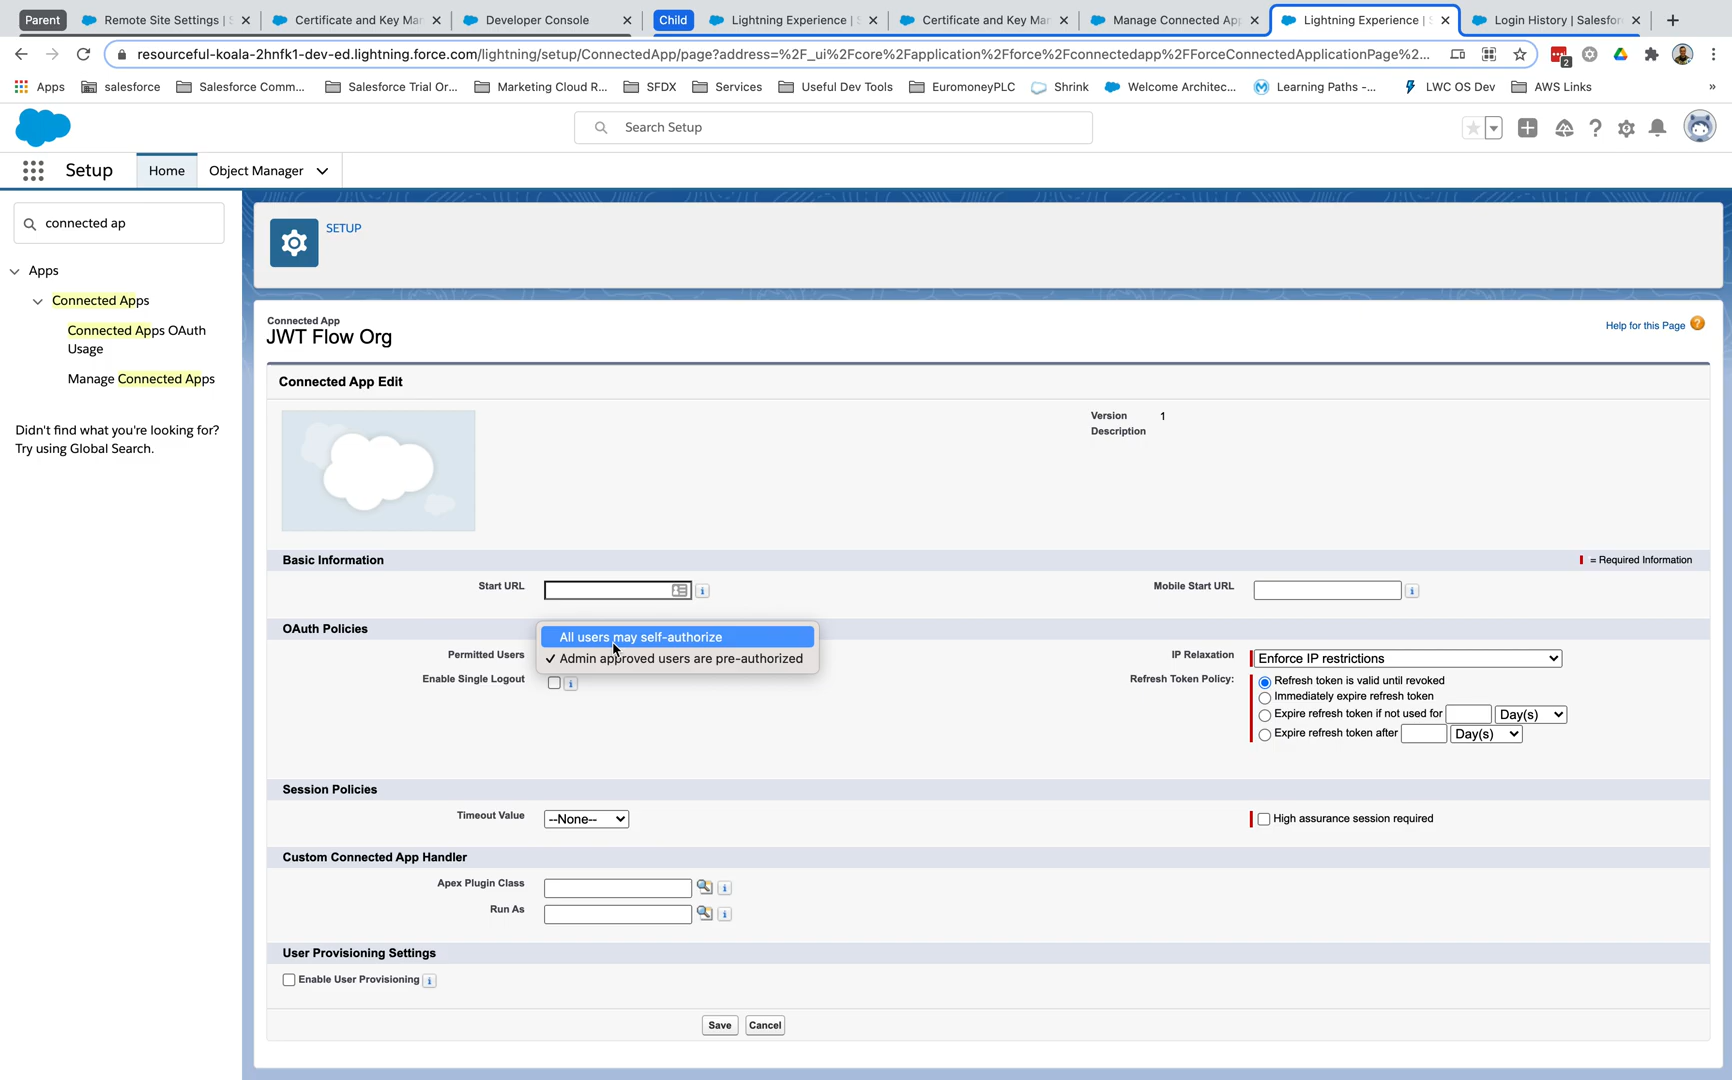 Parent
Remote Site Settings | S
Certificate and Key Man
Developer Console
Child
Lightning Experience | S
Certificate and Key Man
Manage Connected App
Lightning Experience | S
Login History | Salesforc
resourceful-koala-2hnfk1-dev-ed.lightning.force.com/lightning/setup/ConnectedApp/page?address=%2F_ui%2Fcore%2Fapplication%2Fforce%2Fconnectedapp%2FForceConnectedApplicationPage%2...
2
Apps
salesforce
Salesforce Comm...
Salesforce Trial Or...
Marketing Cloud R...
SFDX
Services
Useful Dev Tools
EuromoneyPLC
Shrink
Welcome Architec...
Learning Paths -...
LWC OS Dev
AWS Links
»
Search Setup
Setup
Home
Object Manager
connected ap
Apps
Connected Apps
Connected Apps OAuth
Usage
Manage Connected Apps
Didn't find what you're looking for?
Try using Global Search.
SETUP
Connected App
JWT Flow Org
Help for this Page
Connected App Edit
Version 1
Description
Basic Information
= Required Information
Start URL
Mobile Start URL
OAuth Policies
Permitted Users
All users may self-authorize
✓ Admin approved users are pre-authorized
IP Relaxation
Enforce IP restrictions
Enable Single Logout
Refresh Token Policy:
Refresh token is valid until revoked
Immediately expire refresh token
Expire refresh token if not used for
Day(s)
Expire refresh token after
Day(s)
Session Policies
Timeout Value
--None--
High assurance session required
Custom Connected App Handler
Apex Plugin Class
Run As
User Provisioning Settings
Enable User Provisioning
Save
Cancel